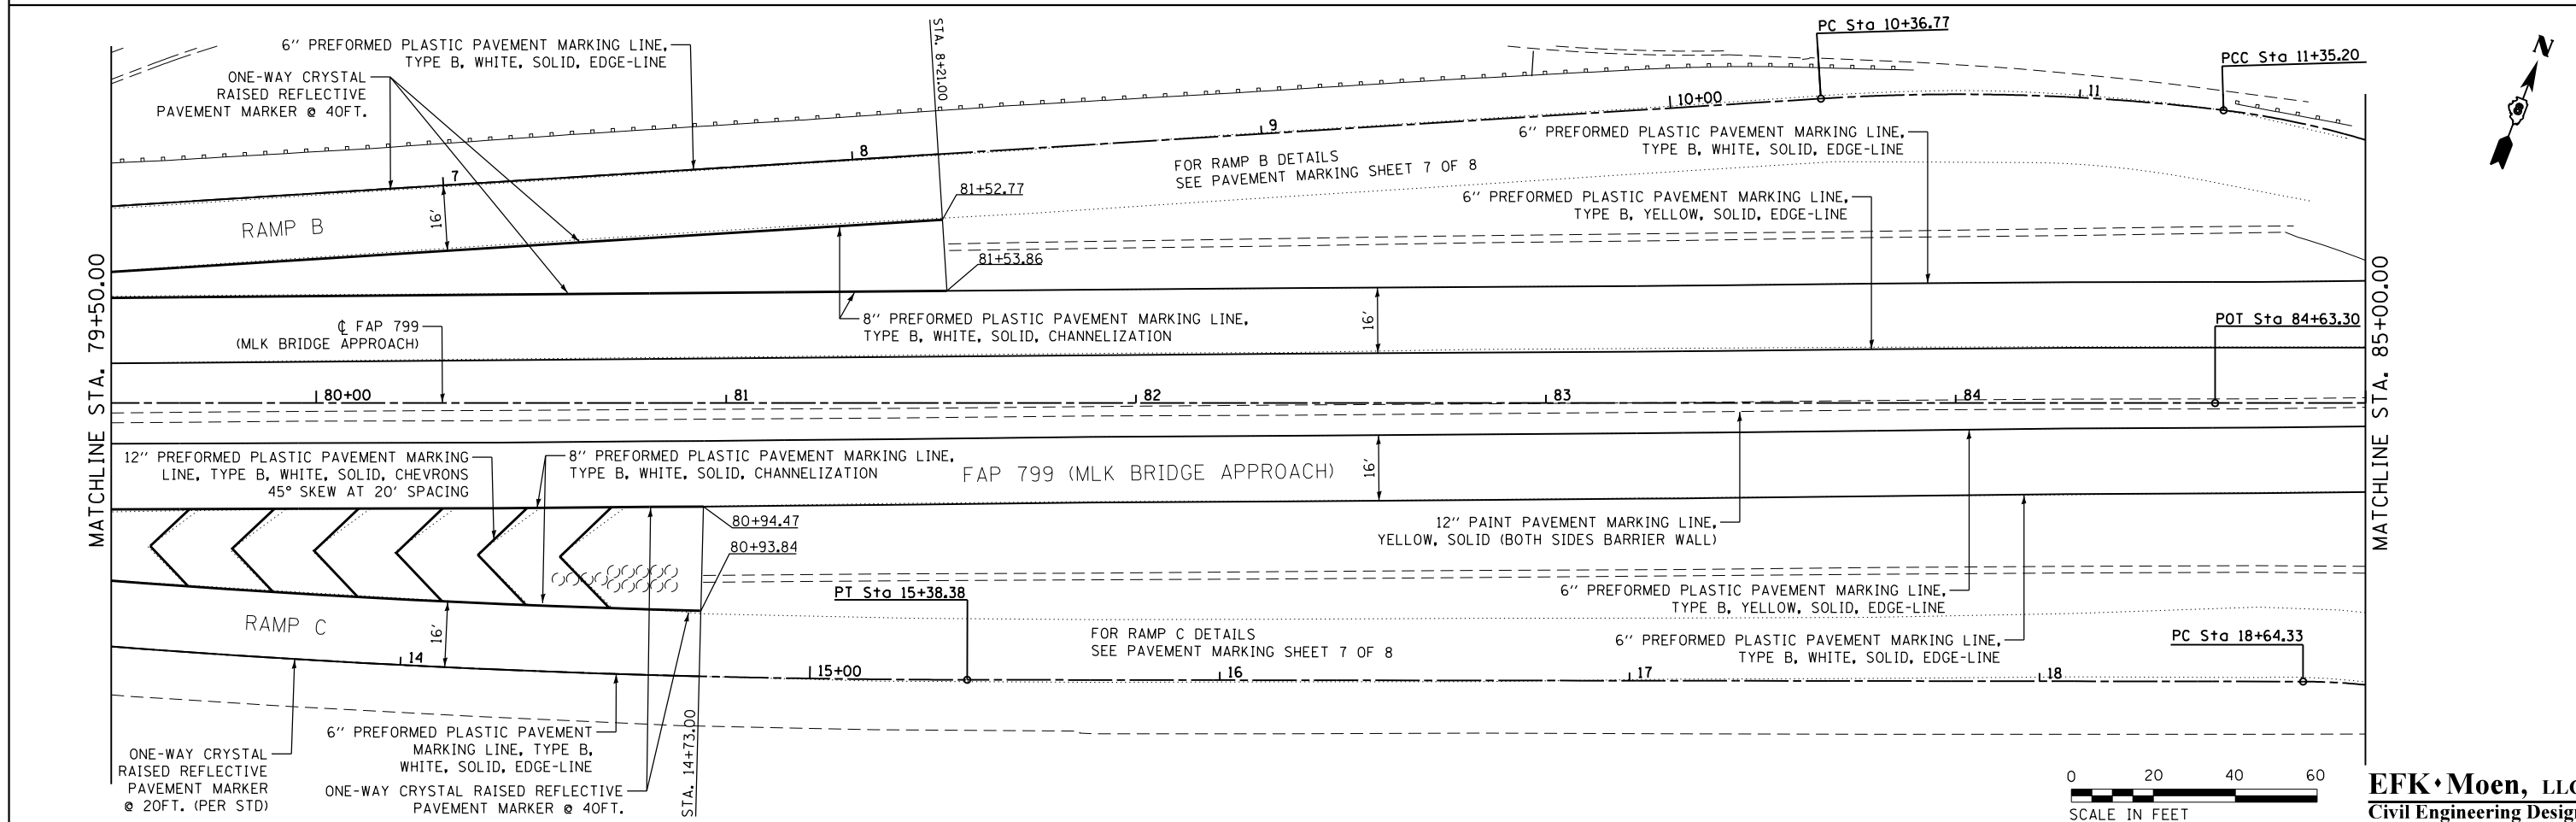 6'' PREFORMED PLASTIC PAVEMENT MARKING LINE,
TYPE B, WHITE, SOLID, EDGE-LINE
ONE-WAY CRYSTAL
RAISED REFLECTIVE
PAVEMENT MARKER @ 40FT.
STA. 8+21.00
PC Sta 10+36.77
PCC Sta 11+35.20
N
7
8
9
10+00
11
16'
RAMP B
81+52.77
81+53.86
FOR RAMP B DETAILS
SEE PAVEMENT MARKING SHEET 7 OF 8
6'' PREFORMED PLASTIC PAVEMENT MARKING LINE,
TYPE B, WHITE, SOLID, EDGE-LINE
6'' PREFORMED PLASTIC PAVEMENT MARKING LINE,
TYPE B, YELLOW, SOLID, EDGE-LINE
MATCHLINE STA. 79+50.00
℄ FAP 799
(MLK BRIDGE APPROACH)
8'' PREFORMED PLASTIC PAVEMENT MARKING LINE,
TYPE B, WHITE, SOLID, CHANNELIZATION
16'
POT Sta 84+63.30
MATCHLINE STA. 85+00.00
80+00
81
82
83
84
12'' PREFORMED PLASTIC PAVEMENT MARKING
LINE, TYPE B, WHITE, SOLID, CHEVRONS
45° SKEW AT 20' SPACING
8'' PREFORMED PLASTIC PAVEMENT MARKING LINE,
TYPE B, WHITE, SOLID, CHANNELIZATION
FAP 799 (MLK BRIDGE APPROACH)
16'
80+94.47
80+93.84
12'' PAINT PAVEMENT MARKING LINE,
YELLOW, SOLID (BOTH SIDES BARRIER WALL)
PT Sta 15+38.38
6'' PREFORMED PLASTIC PAVEMENT MARKING LINE,
TYPE B, YELLOW, SOLID, EDGE-LINE
RAMP C
16'
FOR RAMP C DETAILS
SEE PAVEMENT MARKING SHEET 7 OF 8
6'' PREFORMED PLASTIC PAVEMENT MARKING LINE,
TYPE B, WHITE, SOLID, EDGE-LINE
PC Sta 18+64.33
14
15+00
16
17
18
STA. 14+73.00
ONE-WAY CRYSTAL
RAISED REFLECTIVE
PAVEMENT MARKER
@ 20FT. (PER STD)
6'' PREFORMED PLASTIC PAVEMENT
MARKING LINE, TYPE B,
WHITE, SOLID, EDGE-LINE
ONE-WAY CRYSTAL RAISED REFLECTIVE
PAVEMENT MARKER @ 40FT.
0 20 40 60
SCALE IN FEET
EFK♦Moen, LLC
Civil Engineering Design